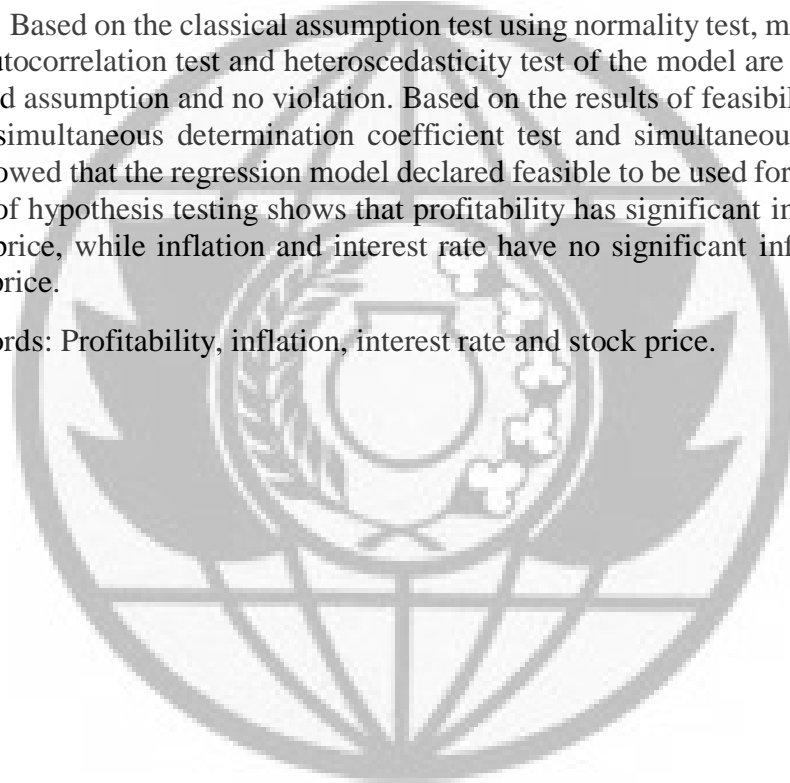 Based on the classical assumption test using normality test, m
utocorrelation test and heteroscedasticity test of the model are
d assumption and no violation. Based on the results of feasibil
simultaneous determination coefficient test and simultaneou
owed that the regression model declared feasible to be used for
of hypothesis testing shows that profitability has significant in
price, while inflation and interest rate have no significant inf
price.
ords: Profitability, inflation, interest rate and stock price.